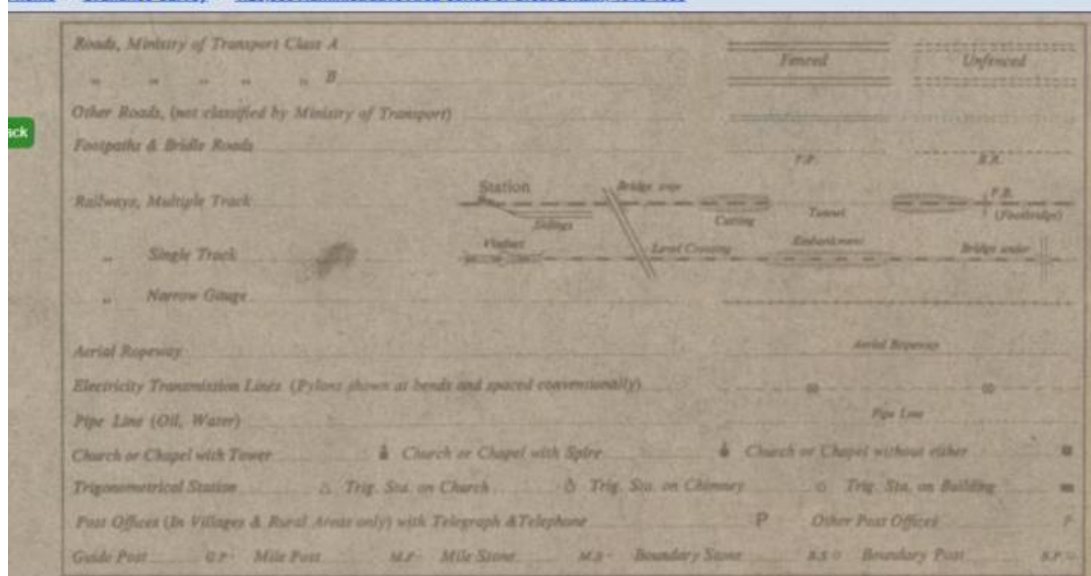 Roads, Ministry of Transport Class A
Fenced Unfenced
" " " " " B
Other Roads, (not classified by Ministry of Transport)
ack
Footpaths & Bridle Roads F.P. B.R.
Station Bridge over F.B.
Railways, Multiple Track Sidings Cutting Tunnel (Footbridge)
" Single Track Viaduct Level Crossing Embankment Bridge under
" Narrow Gauge
Aerial Ropeway Aerial Ropeway
Electricity Transmission Lines (Pylons shown at bends and spaced conventionally)
Pipe Line (Oil, Water) Pipe Line
Church or Chapel with Tower Church or Chapel with Spire Church or Chapel without either
Trigonometrical Station Trig. Sta. on Church Trig. Sta. on Chimney Trig. Sta. on Building
Post Offices (In Villages & Rural Areas only) with Telegraph & Telephone P Other Post Offices P
Guide Post G.P. Mile Post M.P. Mile Stone M.S. Boundary Stone B.S. Boundary Post B.P.